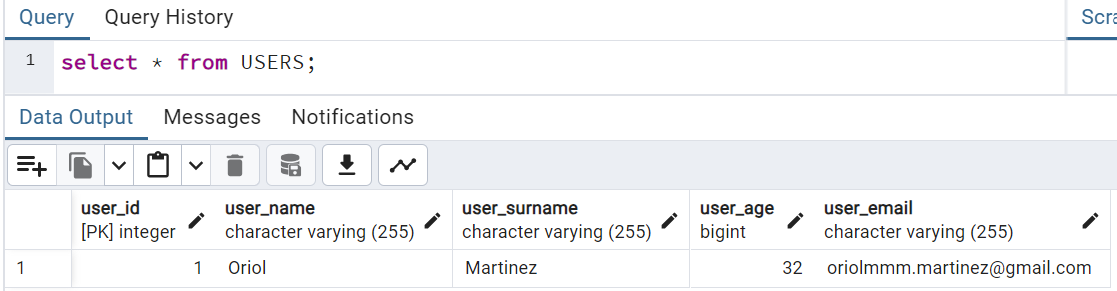 Query Query History Scra
1 select * from USERS;
Data Output Messages Notifications
user_id user_name user_surname user_age user_email
[PK] integer character varying (255) character varying (255) bigint character varying (255)
1 1 Oriol Martinez 32 oriolmmm.martinez@gmail.com